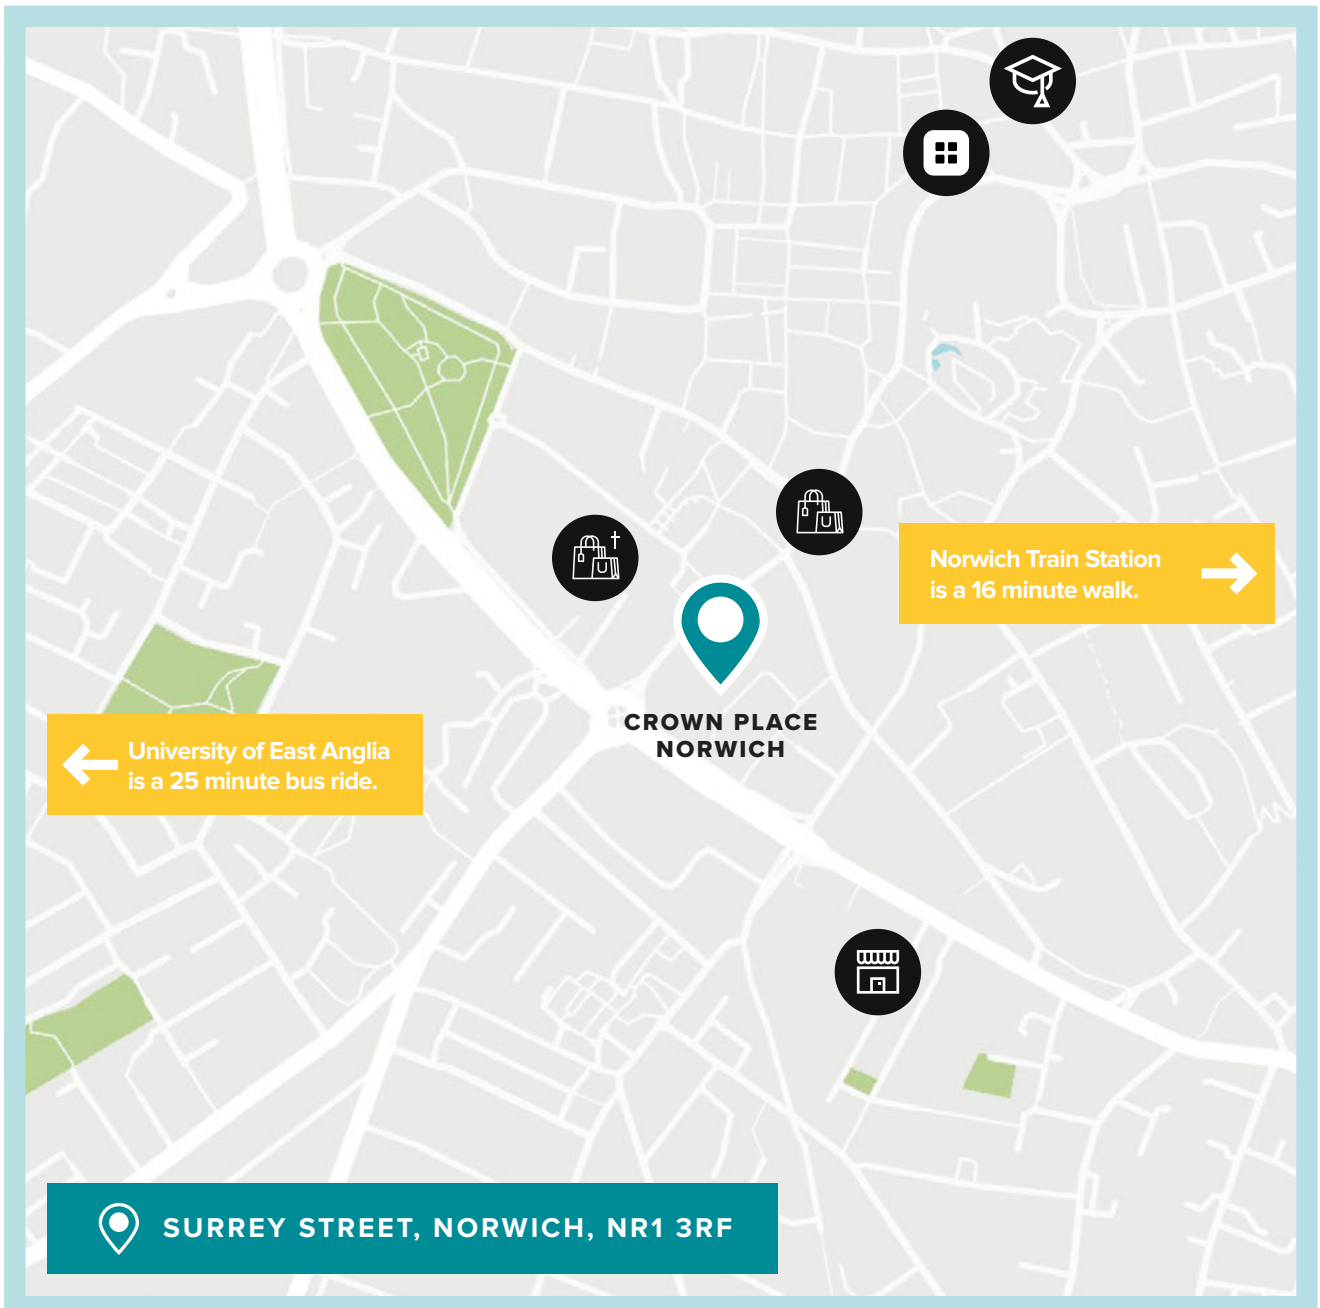 Norwich Train Station
is a 16 minute walk.
CROWN PLACE
NORWICH
University of East Anglia
is a 25 minute bus ride.
SURREY STREET, NORWICH, NR1 3RF